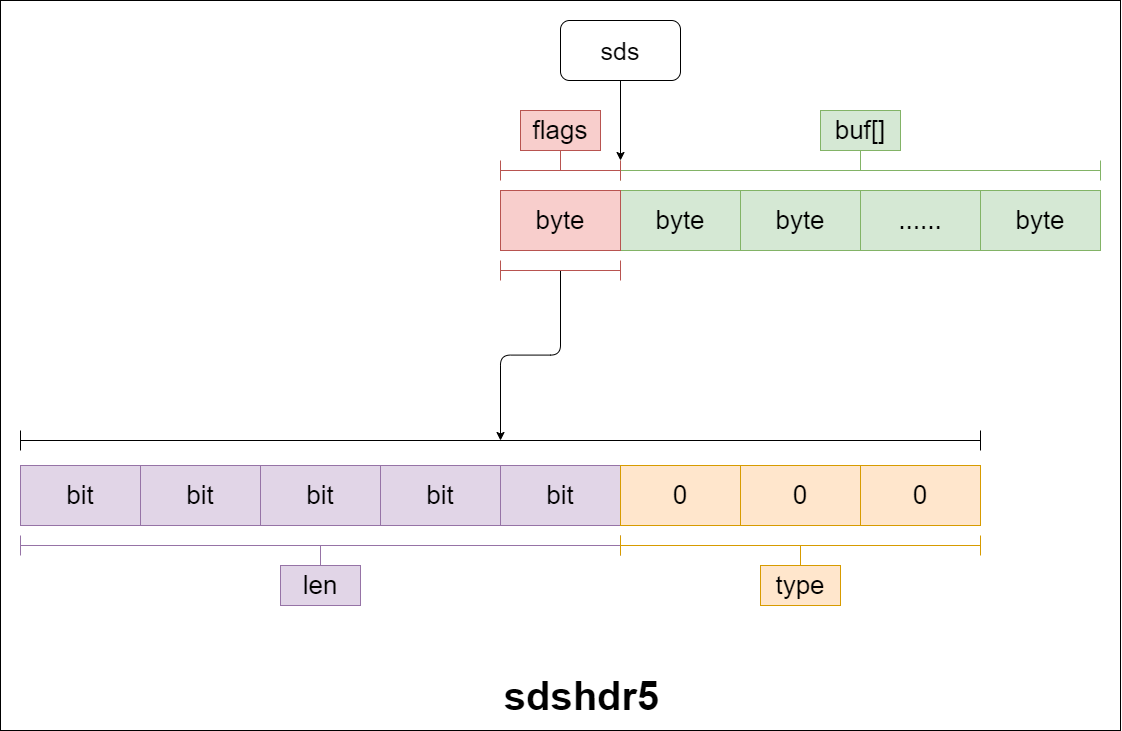 sds
flags
buf[]
byte
byte
byte
......
byte
bit
bit
bit
bit
bit
0
0
0
len
type
sdshdr5